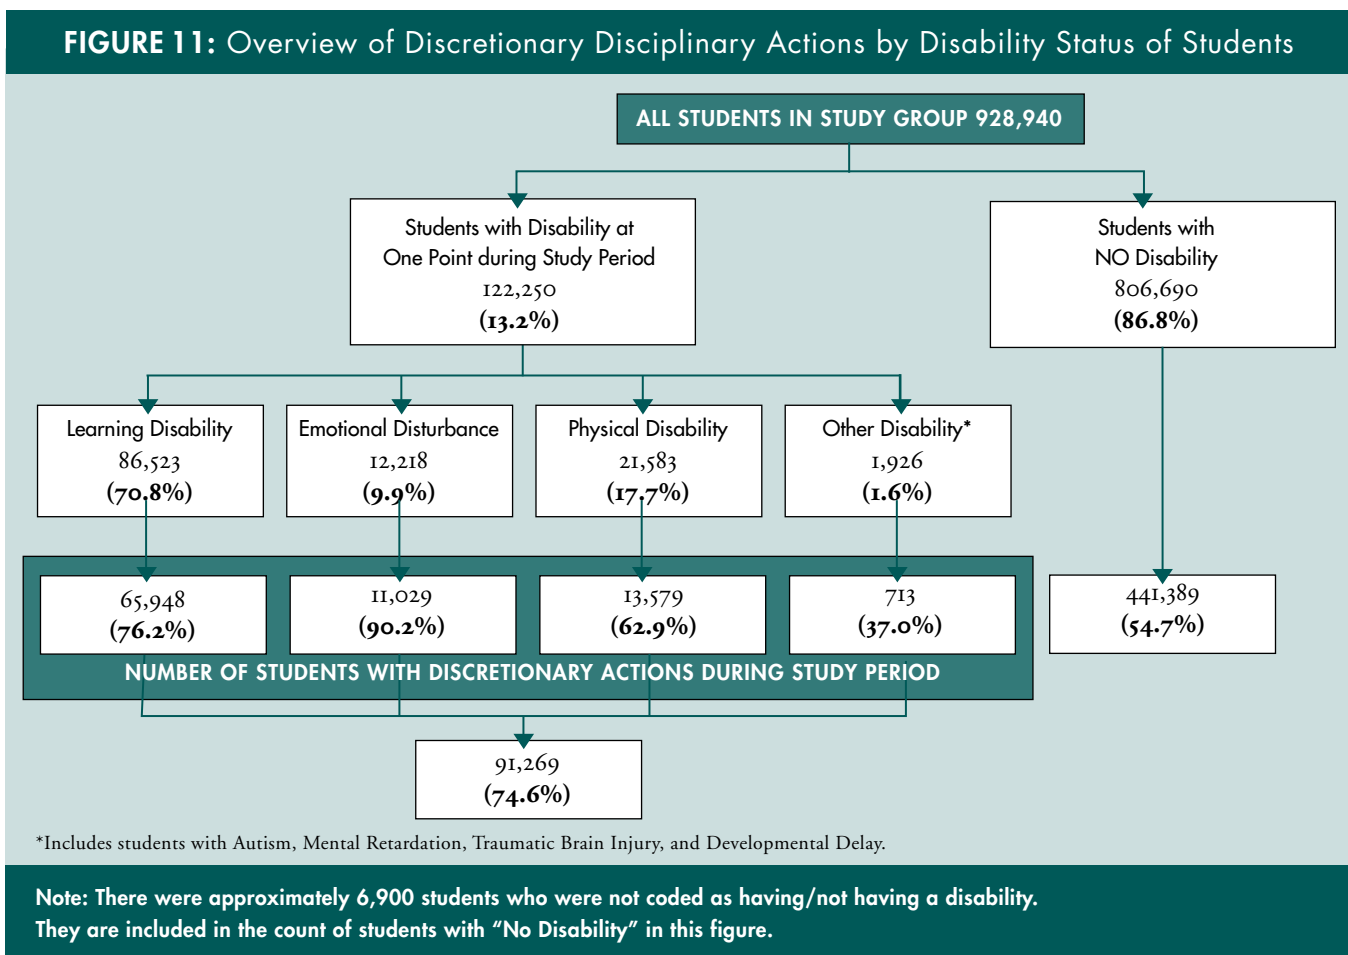 FIGURE 11: Overview of Discretionary Disciplinary Actions by Disability Status of Students
ALL STUDENTS IN STUDY GROUP 928,940
Students with Disability at
One Point during Study Period
122,250
(13.2%)
Students with
NO Disability
806,690
(86.8%)
Learning Disability
86,523
(70.8%)
Emotional Disturbance
12,218
(9.9%)
Physical Disability
21,583
(17.7%)
Other Disability*
1,926
(1.6%)
65,948
(76.2%)
11,029
(90.2%)
13,579
(62.9%)
713
(37.0%)
441,389
(54.7%)
NUMBER OF STUDENTS WITH DISCRETIONARY ACTIONS DURING STUDY PERIOD
91,269
(74.6%)
*Includes students with Autism, Mental Retardation, Traumatic Brain Injury, and Developmental Delay.
Note: There were approximately 6,900 students who were not coded as having/not having a disability.
They are included in the count of students with “No Disability” in this figure.